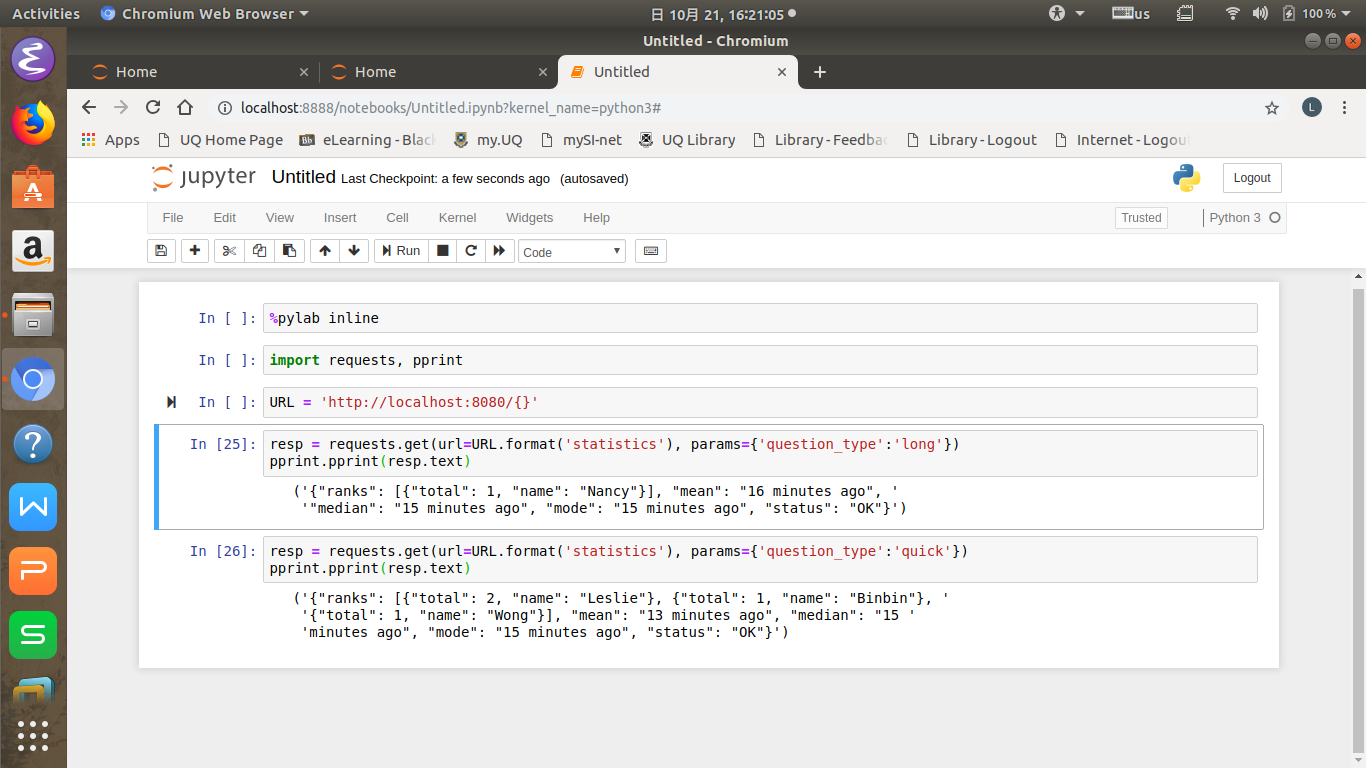 Activities Chromium Web Browser 日 10月 21, 16:21:05 us 100 %
Untitled - Chromium
Home Home Untitled
localhost:8888/notebooks/Untitled.ipynb?kernel_name=python3# L
Apps UQ Home Page Bb eLearning - Black my.UQ mySI-net UQ Library Library - Feedba Library - Logout Internet - Logou
jupyter Untitled Last Checkpoint: a few seconds ago (autosaved) Logout
File Edit View Insert Cell Kernel Widgets Help Trusted Python 3
Run Code
In [ ]: %pylab inline
In [ ]: import requests, pprint
In [ ]: URL = 'http://localhost:8080/{}'
In [25]: resp = requests.get(url=URL.format('statistics'), params={'question_type':'long'})
pprint.pprint(resp.text)
('{"ranks": [{"total": 1, "name": "Nancy"}], "mean": "16 minutes ago", '
'"median": "15 minutes ago", "mode": "15 minutes ago", "status": "OK"}')
In [26]: resp = requests.get(url=URL.format('statistics'), params={'question_type':'quick'})
pprint.pprint(resp.text)
('{"ranks": [{"total": 2, "name": "Leslie"}, {"total": 1, "name": "Binbin"}, '
'{"total": 1, "name": "Wong"}], "mean": "13 minutes ago", "median": "15 '
'minutes ago", "mode": "15 minutes ago", "status": "OK"}')